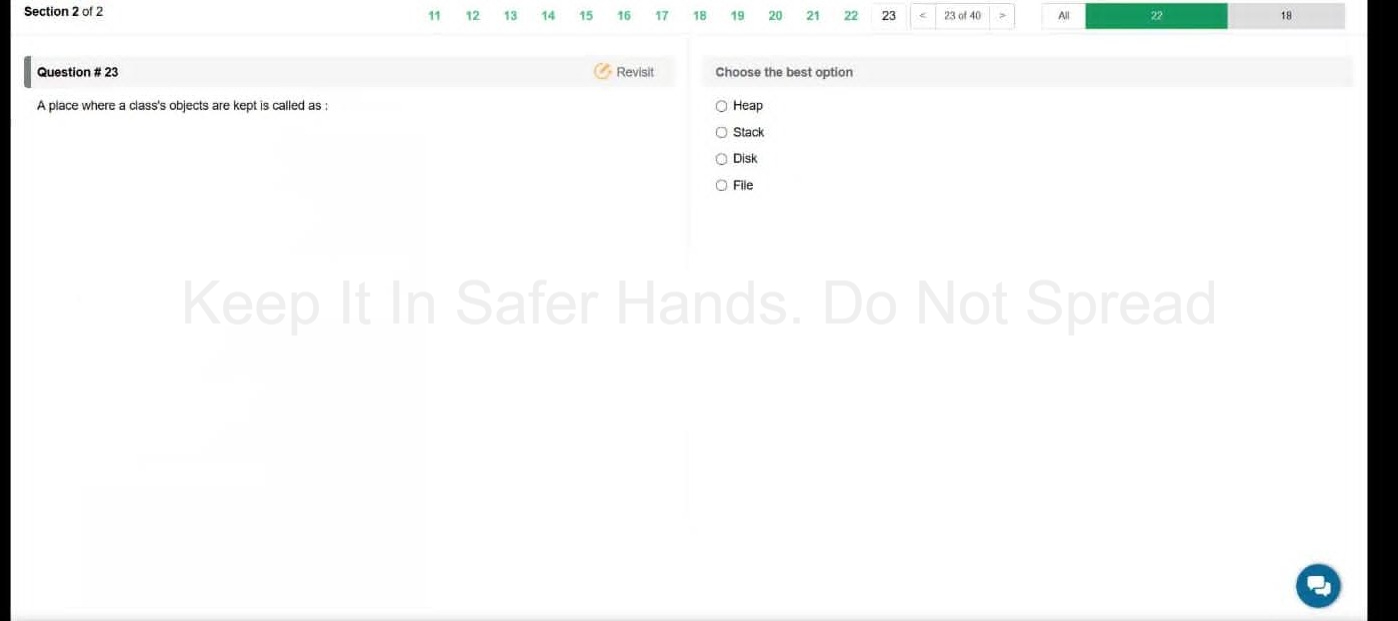 Section 2 of 2
11 12 13 14 15 16 17 18 19 20 21 22 23 < 23 of 40 > All 22 18
Question # 23
Revisit
A place where a class's objects are kept is called as :
Choose the best option
Heap
Stack
Disk
File
Keep It In Safer Hands. Do Not Spread